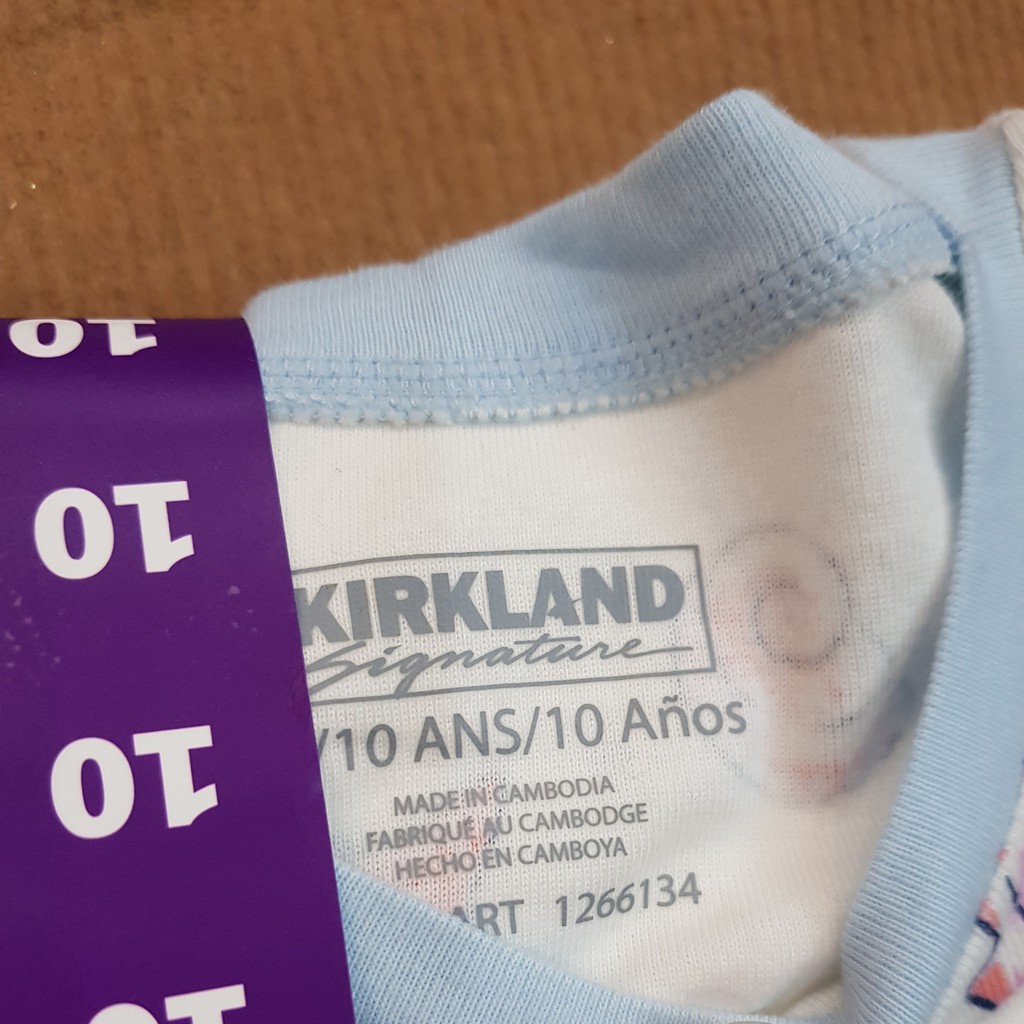 10
10
10
10
KIRKLAND
Signature
/10 ANS/10 Años
MADE IN CAMBODIA
FABRIQUÉ AU CAMBODGE
HECHO EN CAMBOYA
ART 1266134